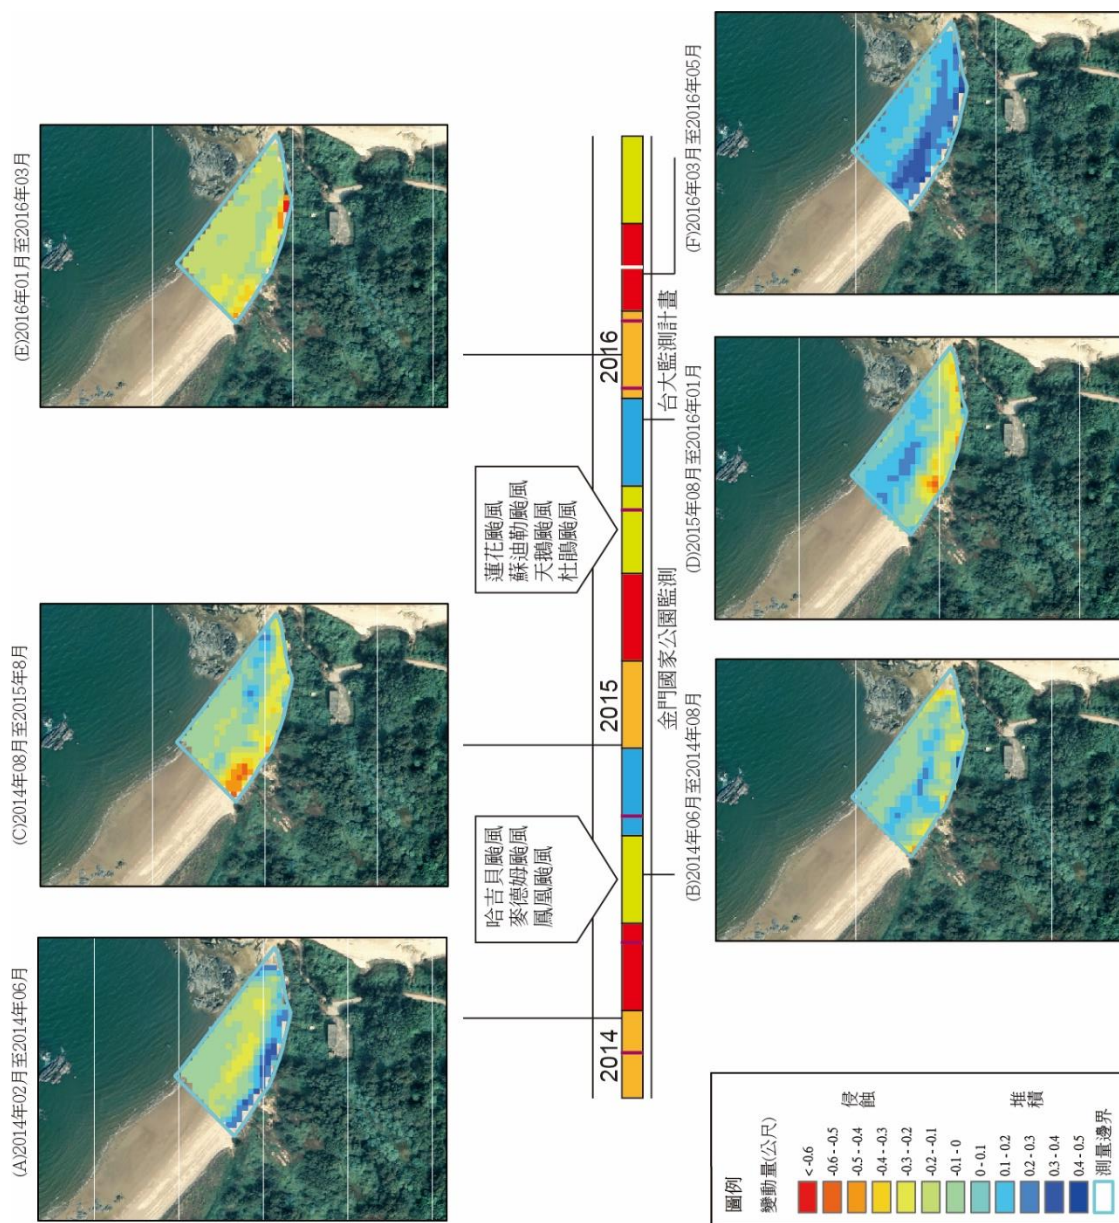 (A)2014年02月至2014年06月
(C)2014年08月至2015年8月
(E)2016年01月至2016年03月
哈吉貝颱風
麥德姆颱風
鳳凰颱風
蓮花颱風
蘇迪勒颱風
天鵝颱風
杜鵑颱風
2014
2015
2016
金門國家公園監測
台大監測計畫
(B)2014年06月至2014年08月
(D)2015年08月至2016年01月
(F)2016年03月至2016年05月
圖例
變動量(公尺)
< -0.6
-0.6 - -0.5
-0.5 - -0.4
-0.4 - -0.3
-0.3 - -0.2
-0.2 - -0.1
-0.1 - 0
0 - 0.1
0.1 - 0.2
0.2 - 0.3
0.3 - 0.4
0.4 - 0.5
測量邊界
侵蝕
堆積